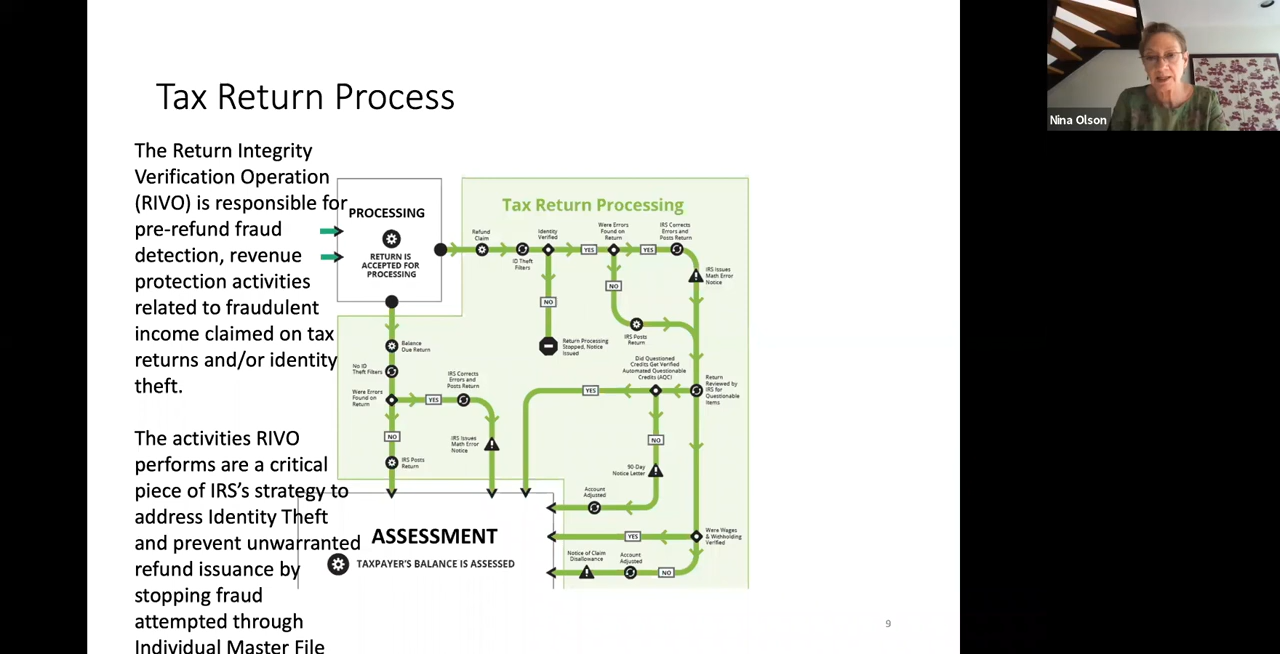 Tax Return Process
The Return Integrity
Verification Operation
(RIVO) is responsible for
pre-refund fraud
detection, revenue
protection activities
related to fraudulent
income claimed on tax
returns and/or identity
theft.
The activities RIVO
performs are a critical
piece of IRS’s strategy to
address Identity Theft
and prevent unwarranted
refund issuance by
stopping fraud
attempted through
Individual Master File
PROCESSING
RETURN IS
ACCEPTED FOR
PROCESSING
Tax Return Processing
Refund
Claim
ID Theft
Filters
Identity
Verified
YES
Were Errors
Found on
Return
YES
IRS Corrects
Errors and
Posts Return
IRS Issues
Math Error
Notice
NO
Return Processing
Stopped, Notice
Issued
NO
IRS Posts
Return
Balance
Due Return
No ID
Theft Filters
Were Errors
Found on
Return
YES
IRS Corrects
Errors and
Posts Return
IRS Issues
Math Error
Notice
NO
IRS Posts
Return
Return
Reviewed by
IRS for
Questionable
Items
Did Questioned
Credits Get Verified
Automated Questionable
Credits (AQC)
YES
NO
90 Day
Notice Letter
Account
Adjusted
Were Wages
& Withholding
Verified
YES
NO
Account
Adjusted
Notice of Claim
Disallowance
ASSESSMENT
TAXPAYER'S BALANCE IS ASSESSED
9
Nina Olson